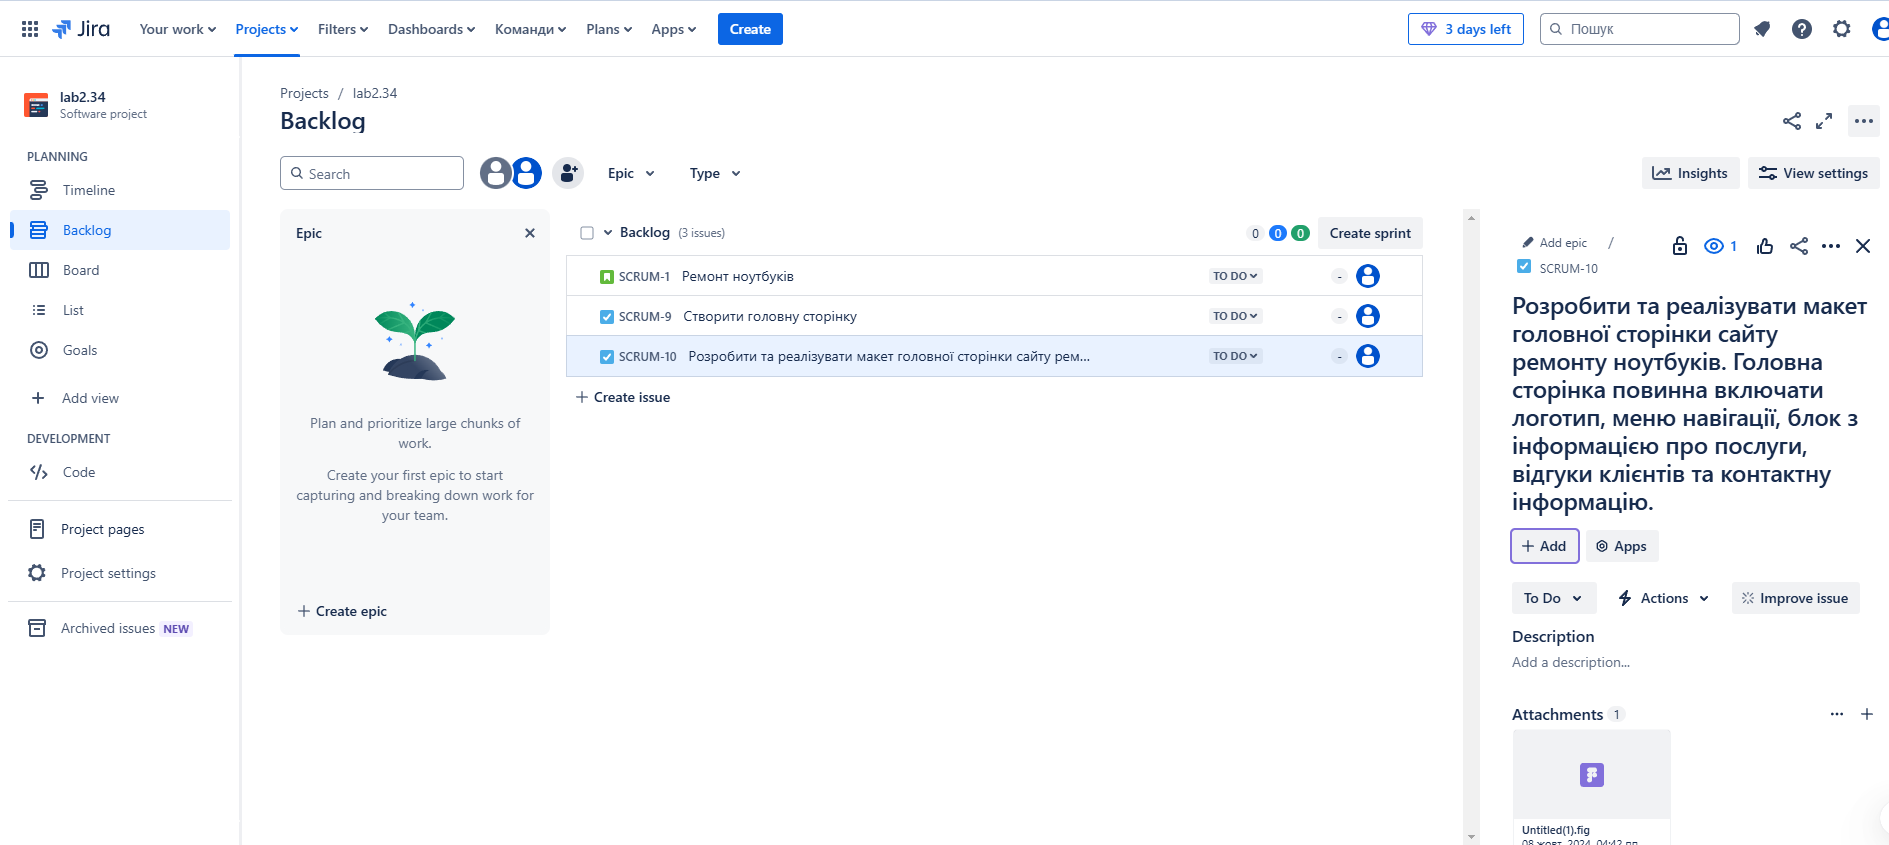 Jira
Your work
Projects
Filters
Dashboards
Команди
Plans
Apps
Create
3 days left
Пошук
lab2.34
Software project
PLANNING
Timeline
Backlog
Board
List
Goals
Add view
DEVELOPMENT
Code
Project pages
Project settings
Archived issues NEW
Projects / lab2.34
Backlog
Search
Epic
Type
Insights
View settings
Epic
Plan and prioritize large chunks of
work.
Create your first epic to start
capturing and breaking down work for
your team.
Create epic
Backlog (3 issues)
0 0 0
Create sprint
SCRUM-1 Ремонт ноутбуків TO DO -
SCRUM-9 Створити головну сторінку TO DO -
SCRUM-10 Розробити та реалізувати макет головної сторінки сайту рем... TO DO -
Create issue
Add epic /
1
SCRUM-10
Розробити та реалізувати макет
головної сторінки сайту
ремонту ноутбуків. Головна
сторінка повинна включати
логотип, меню навігації, блок з
інформацією про послуги,
відгуки клієнтів та контактну
інформацію.
Add
Apps
To Do
Actions
Improve issue
Description
Add a description...
Attachments 1
Untitled(1).fig
08 жовт. 2024, 04:42 пп